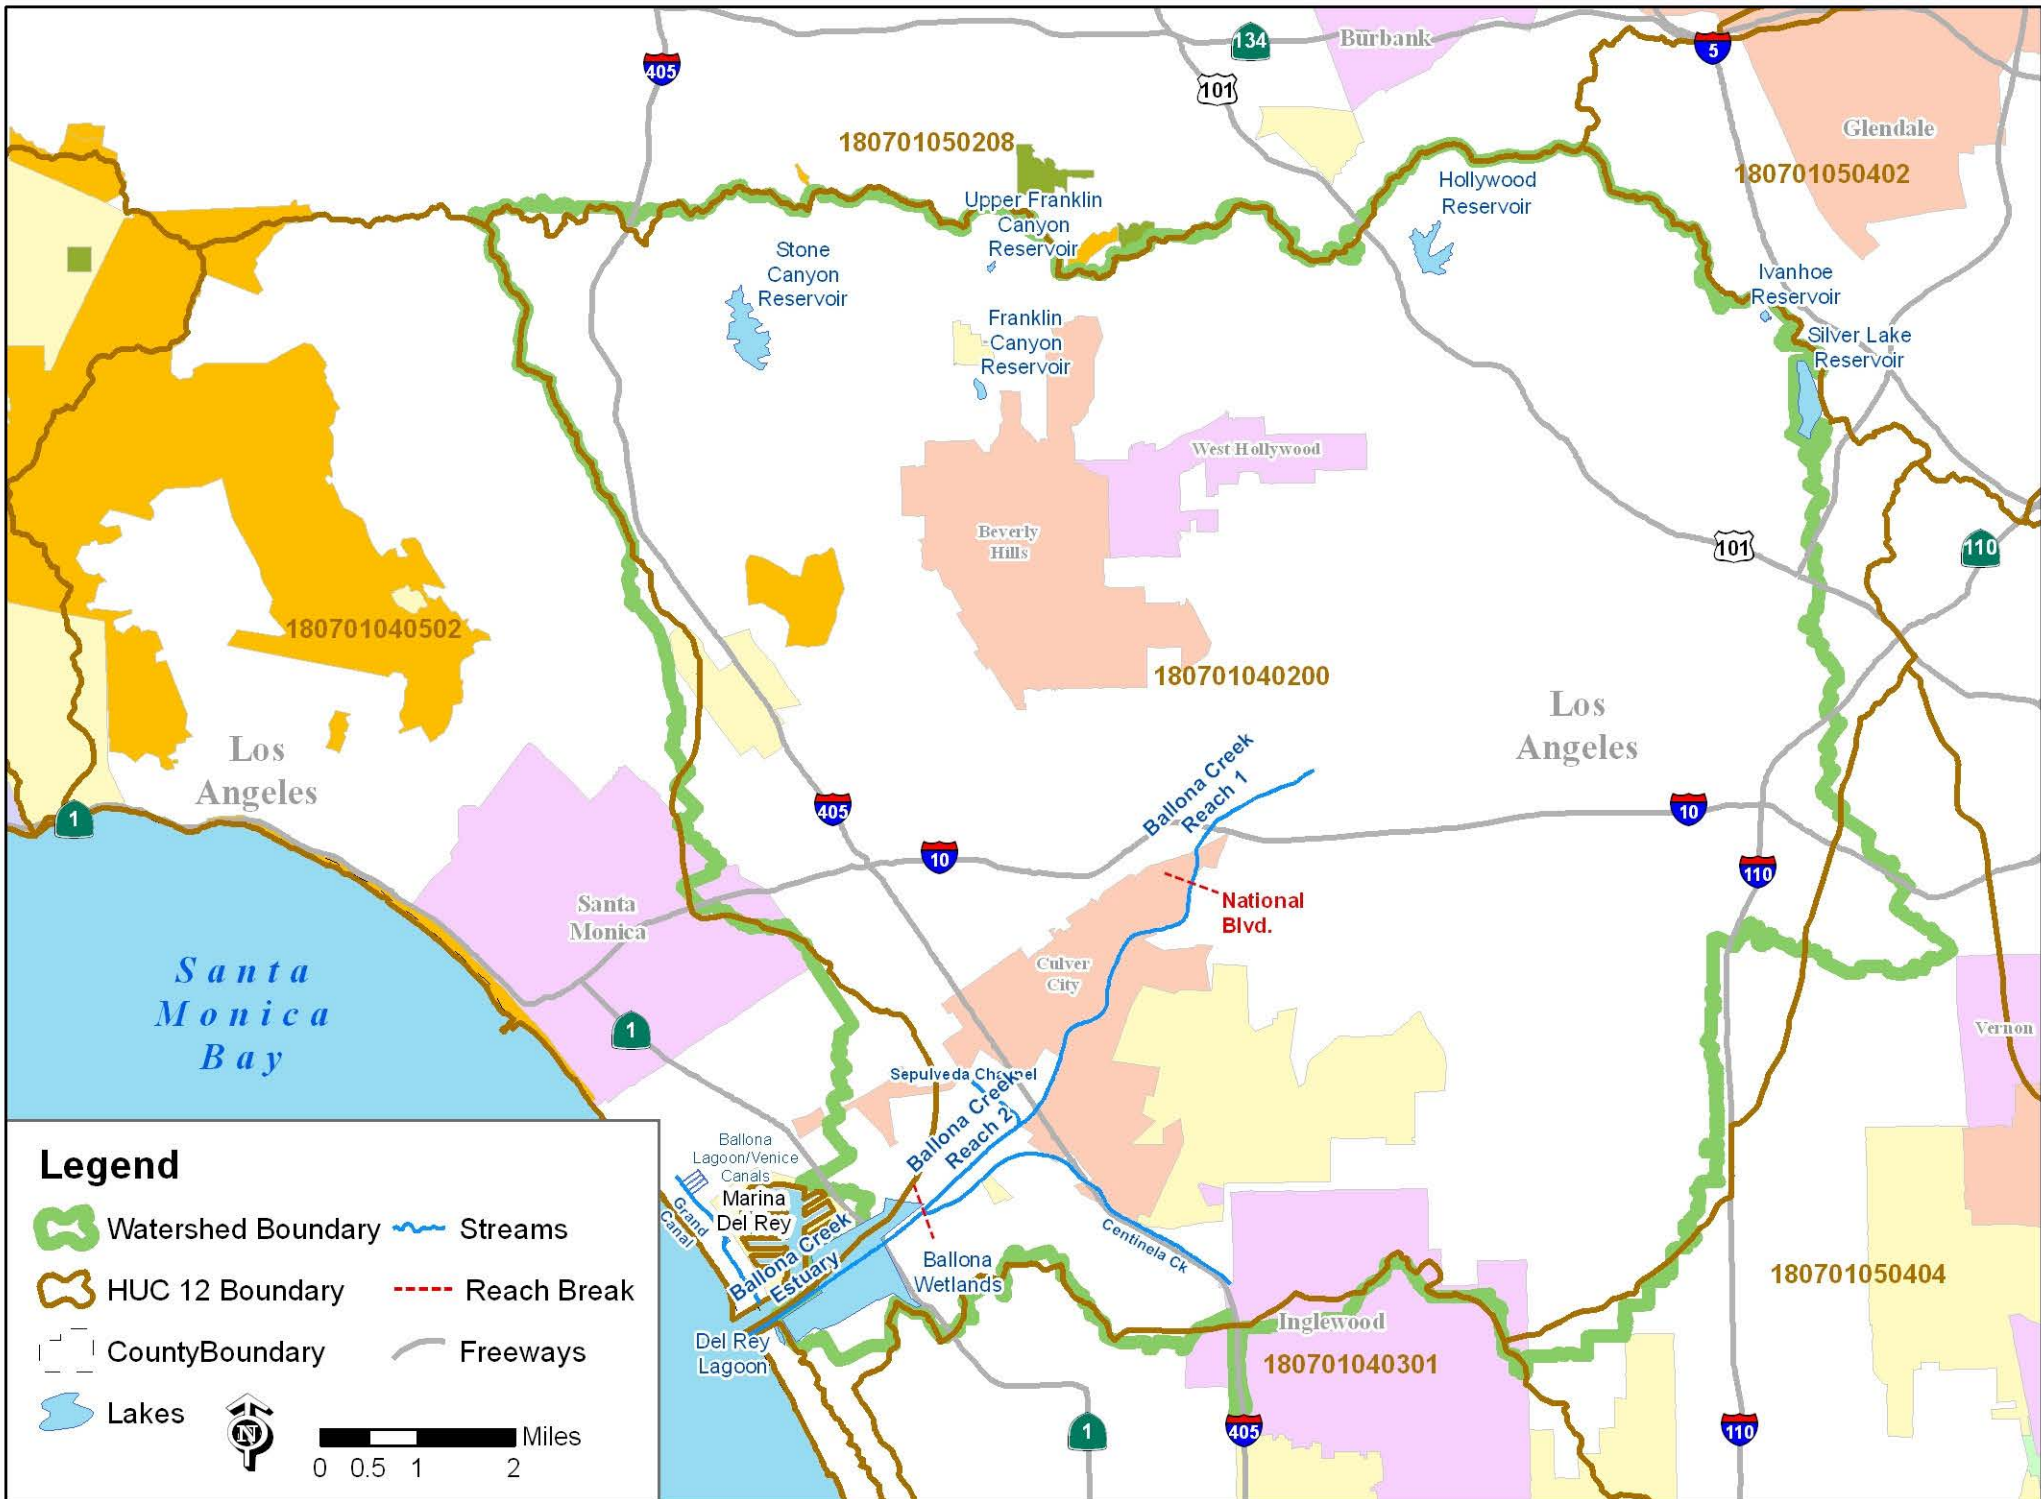 134
Burbank
5
405
101
Glendale
180701050208
180701050402
Hollywood
Reservoir
Upper Franklin
Canyon
Reservoir
Stone
Canyon
Reservoir
Ivanhoe
Reservoir
Franklin
Canyon
Reservoir
Silver Lake
Reservoir
West Hollywood
Beverly
Hills
101
110
180701040502
180701040200
Los
Angeles
Los
Angeles
Ballona Creek
Reach 1
1
405
10
10
110
National
Blvd.
Santa
Monica
Culver
City
Santa
Monica
Bay
1
Vernon
Sepulveda Channel
Ballona Creek
Reach 2
Ballona
Lagoon/Venice
Canals
Marina
Del Rey
Grand
Canal
Ballona Creek
Estuary
Centinela Ck
Ballona
Wetlands
180701050404
Inglewood
Del Rey
Lagoon
180701040301
1
405
110
Legend
Watershed Boundary
Streams
HUC 12 Boundary
Reach Break
CountyBoundary
Freeways
Lakes
N
Miles
0 0.5 1 2